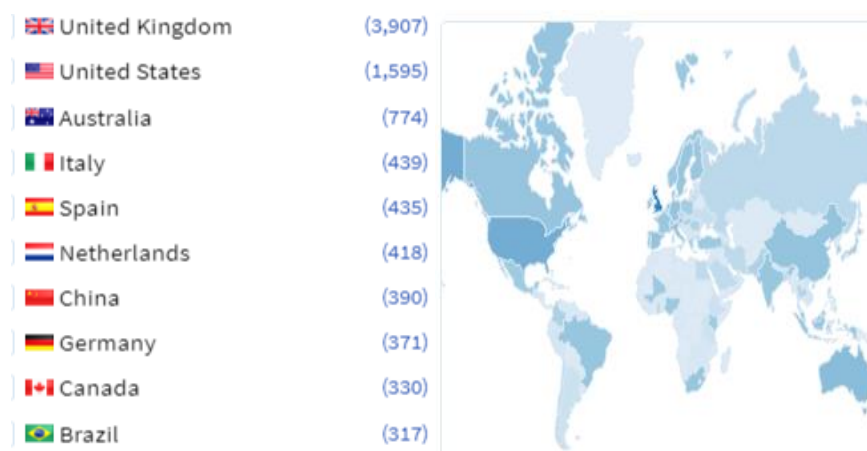 United Kingdom (3,907)
United States (1,595)
Australia (774)
Italy (439)
Spain (435)
Netherlands (418)
China (390)
Germany (371)
Canada (330)
Brazil (317)